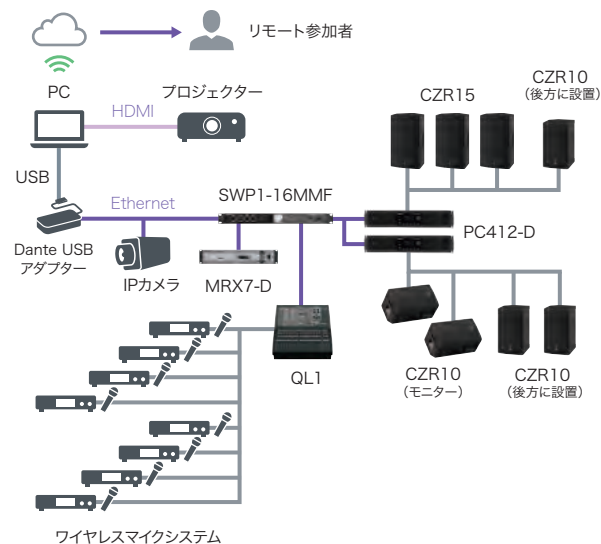 リモート参加者
PC
プロジェクター
HDMI
CZR15
CZR10
（後方に設置）
USB
Ethernet
SWP1-16MMF
PC412-D
Dante USB
アダプター
IPカメラ
MRX7-D
QL1
CZR10
（モニター）
CZR10
（後方に設置）
ワイヤレスマイクシステム